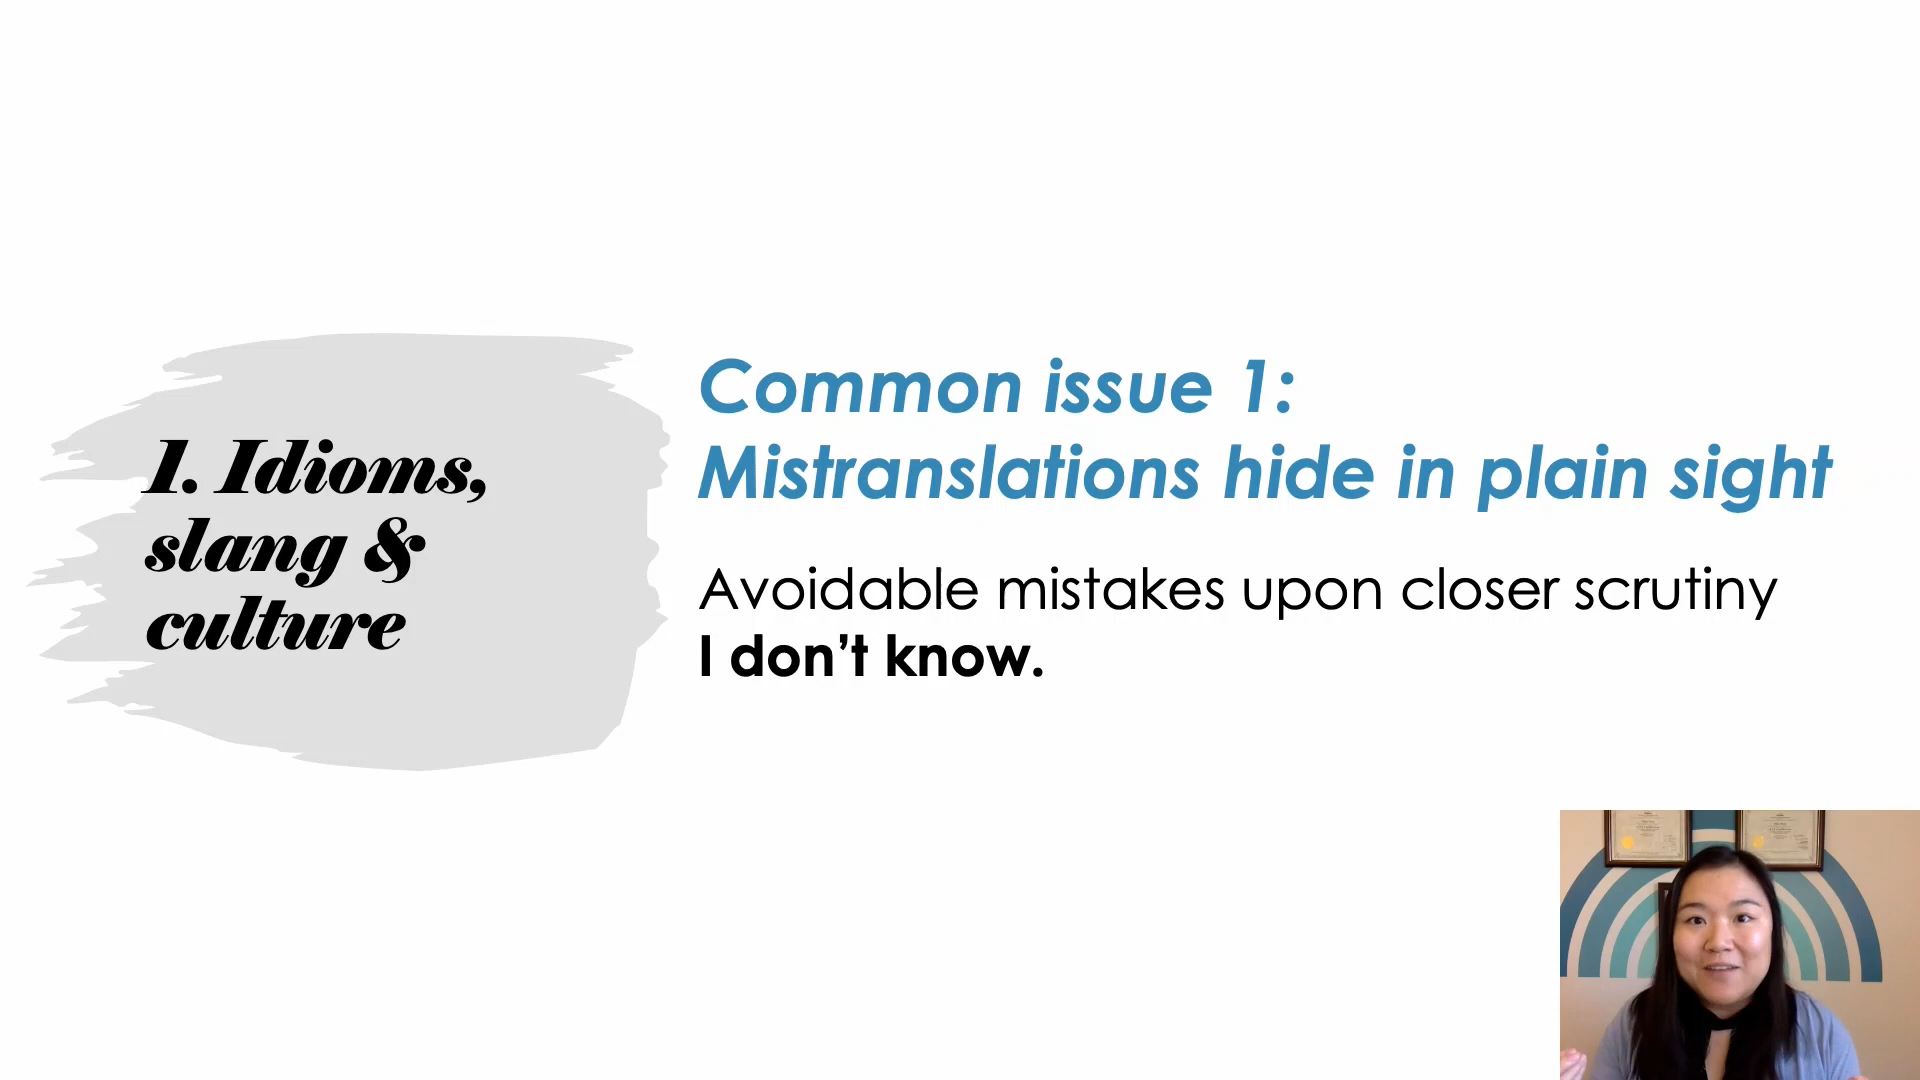 1. Idioms,
slang &
culture
Common issue 1:
Mistranslations hide in plain sight
Avoidable mistakes upon closer scrutiny
I don’t know.